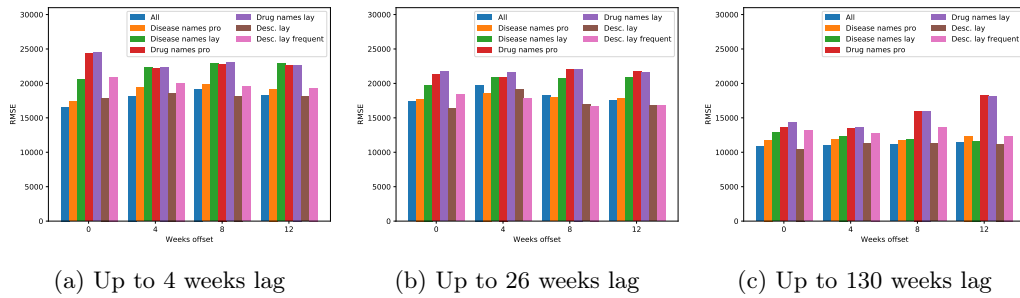 All
Disease names pro
Disease names lay
Drug names pro
Drug names lay
Desc. lay
Desc. lay frequent
30000
25000
20000
15000
10000
5000
0
RMSE
0 4 8 12
Weeks offset
(a) Up to 4 weeks lag
All
Disease names pro
Disease names lay
Drug names pro
Drug names lay
Desc. lay
Desc. lay frequent
30000
25000
20000
15000
10000
5000
0
RMSE
0 4 8 12
Weeks offset
(b) Up to 26 weeks lag
All
Disease names pro
Disease names lay
Drug names pro
Drug names lay
Desc. lay
Desc. lay frequent
30000
25000
20000
15000
10000
5000
0
RMSE
0 4 8 12
Weeks offset
(c) Up to 130 weeks lag